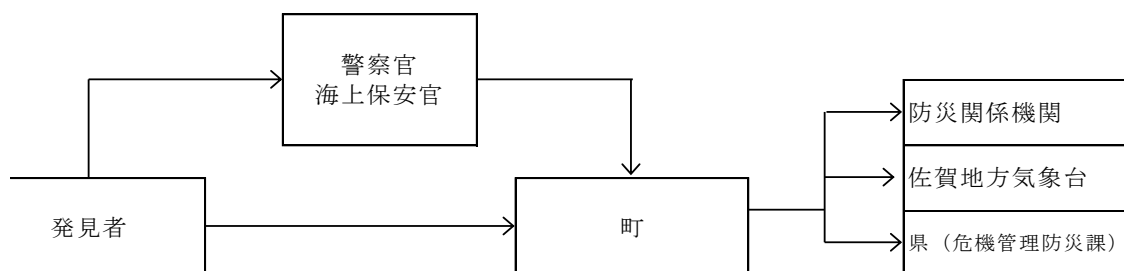 警察官
海上保安官
防災関係機関
佐賀地方気象台
発見者
町
県（危機管理防災課）